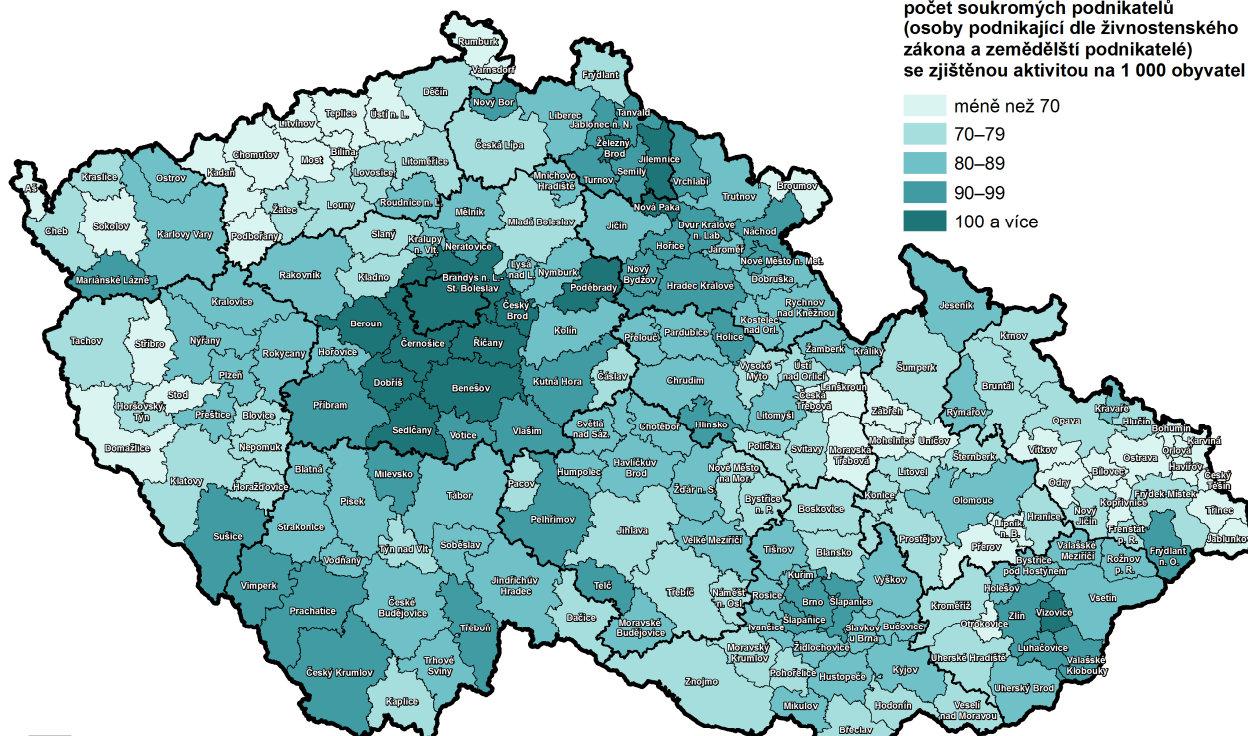 počet soukromých podnikatelů
(osoby podnikající dle živnostenského
zákona a zemědělští podnikatelé)
se zjištěnou aktivitou na 1 000 obyvatel
méně než 70
70–79
80–89
90–99
100 a více
Rumburk
Varnsdorf
Děčín
Nový Bor
Frýdlant
Liberec
Tanvald
Jablonec n. N.
Železný
Brod
Jilemnice
Semily
Turnov
Vrchlabí
Trutnov
Broumov
Teplice
Ústí n. L.
Litvínov
Most
Bílina
Chomutov
Kadaň
Litoměřice
Lovosice
Česká Lípa
Mnichovo
Hradiště
Nová Paka
Aš
Kraslice
Ostrov
Sokolov
Cheb
Karlovy Vary
Mariánské Lázně
Podbořany
Žatec
Louny
Roudnice n. L.
Mělník
Mladá Boleslav
Jičín
Dvůr Králové
n. Lab.
Náchod
Hořice
Jaroměř
Nové Město n. Met.
Slaný
Kralupy
n. Vlt.
Neratovice
Kladno
Rakovník
Brandýs n. L.-
St. Boleslav
Lysá
nad L.
Nymburk
Poděbrady
Nový
Bydžov
Hradec Králové
Dobruška
Rychnov
nad Kněžnou
Kostelec
nad Orl.
Český
Brod
Kolín
Beroun
Černošice
Říčany
Hořovice
Dobříš
Benešov
Kutná Hora
Čáslav
Příbram
Sedlčany
Votice
Vlašim
Kralovice
Tachov
Stříbro
Nýřany
Rokycany
Plzeň
Stod
Horšovský
Týn
Přeštice
Blovice
Domažlice
Nepomuk
Klatovy
Horažďovice
Sušice
Přelouč
Pardubice
Holice
Chrudim
Vysoké
Mýto
Ústí
nad Orlicí
Žamberk
Králíky
Lanškroun
Česká
Třebová
Litomyšl
Hlinsko
Polička
Svitavy
Moravská
Třebová
Světlá
nad Sáz.
Chotěboř
Havlíčkův
Brod
Humpolec
Pacov
Pelhřimov
Žďár n. S.
Nové Město
na Mor.
Bystřice
n. P.
Jihlava
Velké Meziříčí
Třebíč
Náměšť
n. Osl.
Telč
Moravské
Budějovice
Dačice
Blatná
Milevsko
Písek
Tábor
Strakonice
Vodňany
Týn nad Vlt.
Soběslav
Jindřichův
Hradec
Vimperk
Prachatice
České
Budějovice
Třeboň
Český Krumlov
Trhové
Sviny
Kaplice
Jeseník
Krnov
Šumperk
Bruntál
Zábřeh
Rýmařov
Mohelnice
Uničov
Šternberk
Litovel
Konice
Olomouc
Prostějov
Přerov
Lipník
n. B.
Hranice
Opava
Kravaře
Hlučín
Bohumín
Karviná
Orlová
Ostrava
Havířov
Český
Těšín
Vítkov
Bílovec
Odry
Nový
Jičín
Kopřivnice
Frýdek-Místek
Třinec
Frenštát
p. R.
Frýdlant
n. O.
Jablunkov
Boskovice
Blansko
Tišnov
Kuřim
Vyškov
Rosice
Brno
Šlapanice
Šlapanice
Ivančice
Slavkov
u Brna
Bučovice
Židlochovice
Moravský
Krumlov
Pohořelice
Hustopeče
Kyjov
Znojmo
Mikulov
Hodonín
Břeclav
Veselí
nad Moravou
Bystřice
pod Hostýnem
Valašské
Meziříčí
Rožnov
p. R.
Holešov
Kroměříž
Otrokovice
Zlín
Vizovice
Vsetín
Luhačovice
Valašské
Klobouky
Uherské Hradiště
Uherský Brod